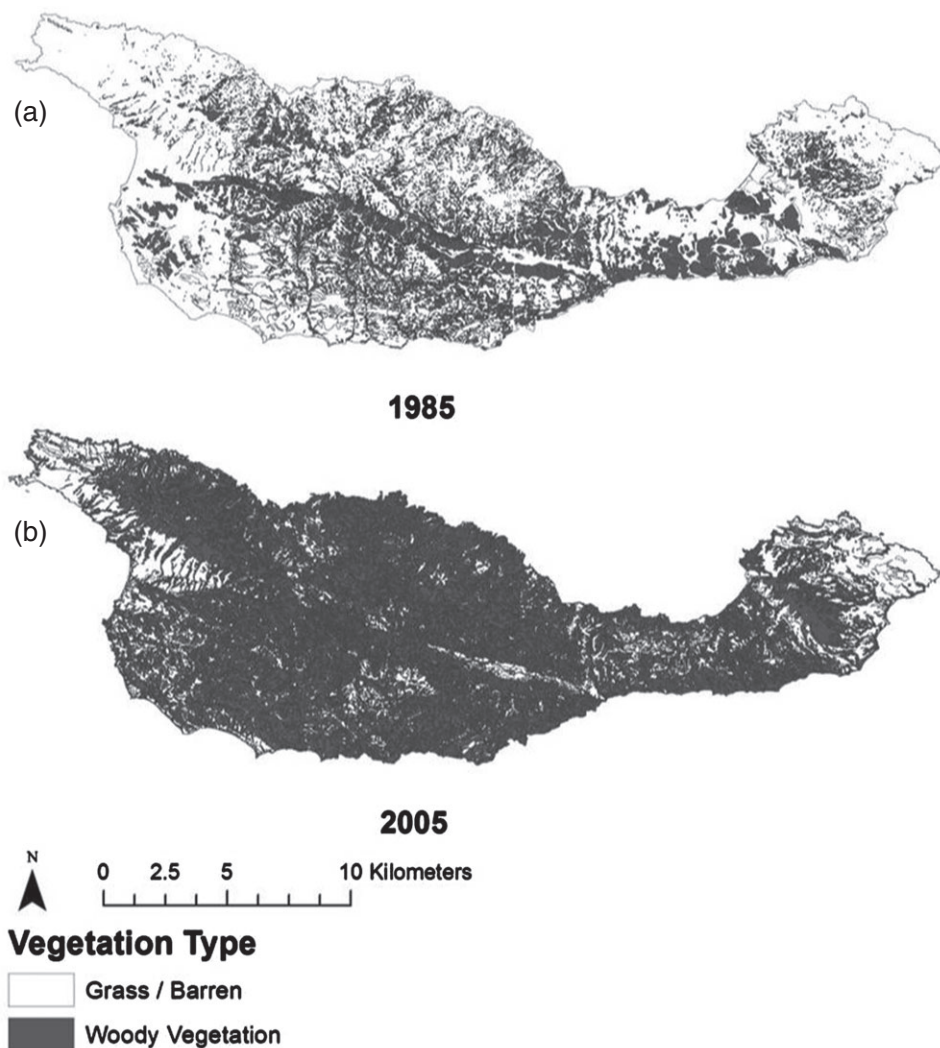 (a)
1985
(b)
2005
N
0 2.5 5 10 Kilometers
Vegetation Type
Grass / Barren
Woody Vegetation